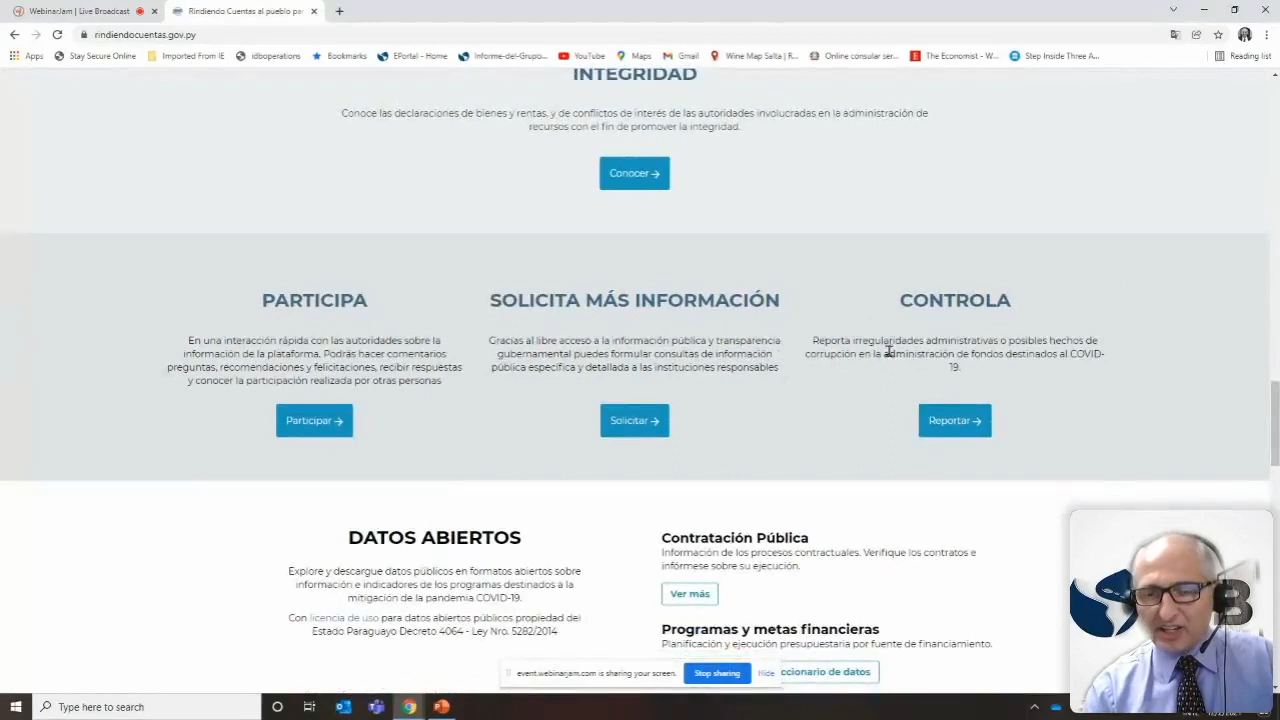 WebinarJam | Live Broadcast
Rindiendo Cuentas al pueblo pa
rindiendocuentas.gov.py
Apps
Stay Secure Online
Imported From IE
idboperations
Bookmarks
EPortal - Home
Informe-del-Grupo...
YouTube
Maps
Gmail
Wine Map Salta | R...
Online consular ser...
The Economist - W...
Step Inside Three A...
Reading list
INTEGRIDAD
Conoce las declaraciones de bienes y rentas, y de conflictos de interés de las autoridades involucradas en la administración de
recursos con el fin de promover la integridad.
Conocer→
PARTICIPA
En una interacción rápida con las autoridades sobre la
información de la plataforma. Podrás hacer comentarios
preguntas, recomendaciones y felicitaciones, recibir respuestas
y conocer la participación realizada por otras personas
Participar→
SOLICITA MÁS INFORMACIÓN
Gracias al libre acceso a la información pública y transparencia
gubernamental puedes formular consultas de información
pública específica y detallada a las instituciones responsables
Solicitar→
CONTROLA
Reporta irregularidades administrativas o posibles hechos de
corrupción en la administración de fondos destinados al COVID-
19.
Reportar→
DATOS ABIERTOS
Explore y descargue datos públicos en formatos abiertos sobre
información e indicadores de los programas destinados a la
mitigación de la pandemia COVID-19.
Con licencia de uso para datos abiertos públicos propiedad del
Estado Paraguayo Decreto 4064 - Ley Nro. 5282/2014
Contratación Pública
Información de los procesos contractuales. Verifique los contratos e
infórmese sobre su ejecución.
Ver más
Programas y metas financieras
Planificación y ejecución presupuestaria por fuente de financiamiento.
ccionario de datos
event.webinarjam.com is sharing your screen.
Stop sharing
Hide
Type here to search